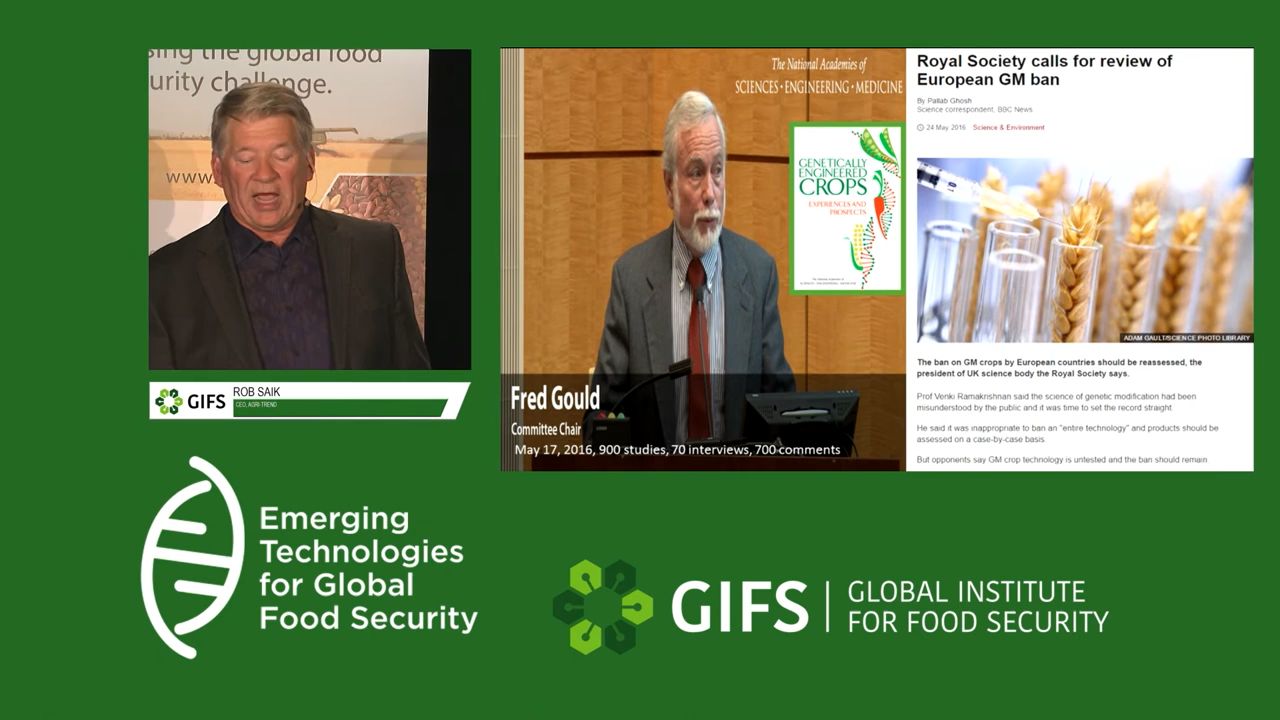 sing the global food
urity challenge.
www.
GIFS
ROB SAIK
CEO, AGRI-TREND
Emerging
Technologies
for Global
Food Security
The National Academies of
SCIENCES • ENGINEERING • MEDICINE
GENETICALLY
ENGINEERED
CROPS
EXPERIENCES AND
PROSPECTS
Fred Gould
Committee Chair
May 17, 2016, 900 studies, 70 interviews, 700 comments
Royal Society calls for review of
European GM ban
By Pallab Ghosh
Science correspondent, BBC News
24 May 2016 Science & Environment
ADAM GAULT/SCIENCE PHOTO LIBRARY
The ban on GM crops by European countries should be reassessed, the
president of UK science body the Royal Society says.
Prof Venki Ramakrishnan said the science of genetic modification had been
misunderstood by the public and it was time to set the record straight
He said it was inappropriate to ban an "entire technology" and products should be
assessed on a case-by-case basis.
But opponents say GM crop technology is untested and the ban should remain
GIFS
GLOBAL INSTITUTE
FOR FOOD SECURITY